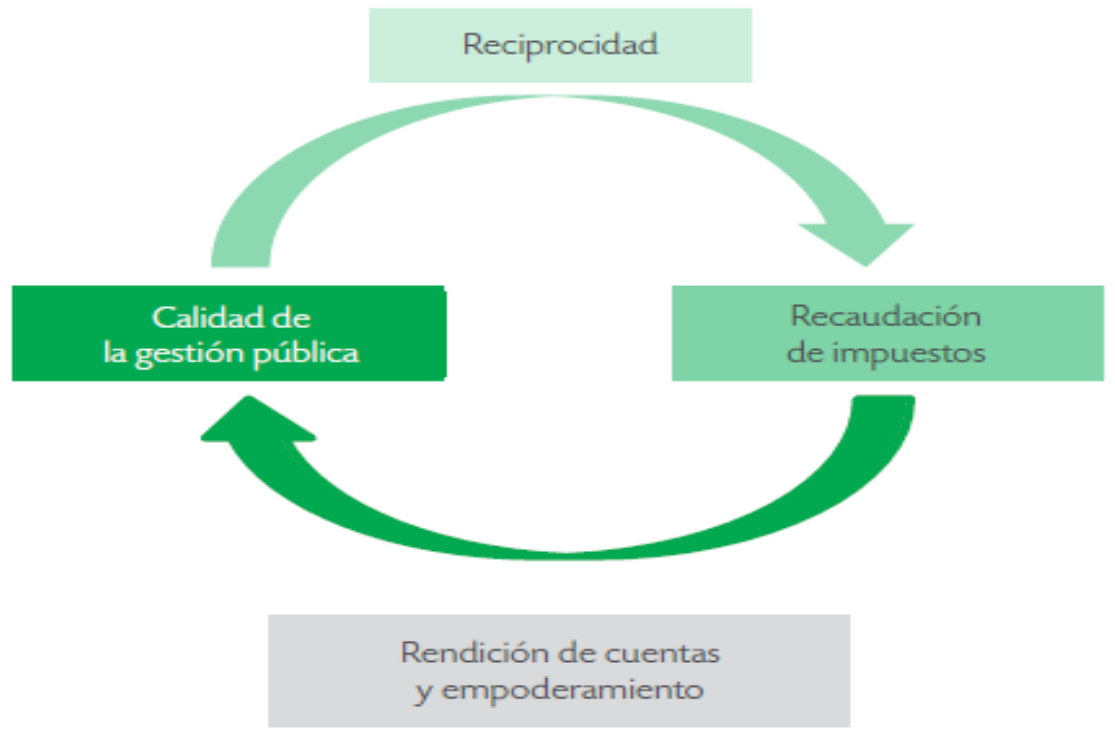 Reciprocidad
Calidad de
la gestión pública
Recaudación
de impuestos
Rendición de cuentas
y empoderamiento